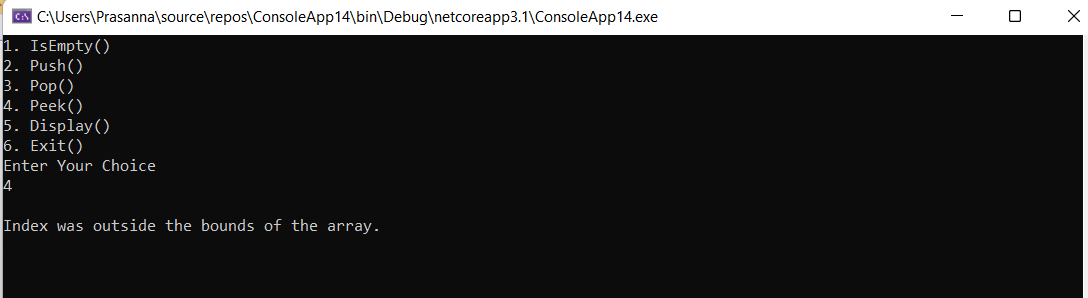 C:\Users\Prasanna\source\repos\ConsoleApp14\bin\Debug\netcoreapp3.1\ConsoleApp14.exe
1. IsEmpty()
2. Push()
3. Pop()
4. Peek()
5. Display()
6. Exit()
Enter Your Choice
4
Index was outside the bounds of the array.